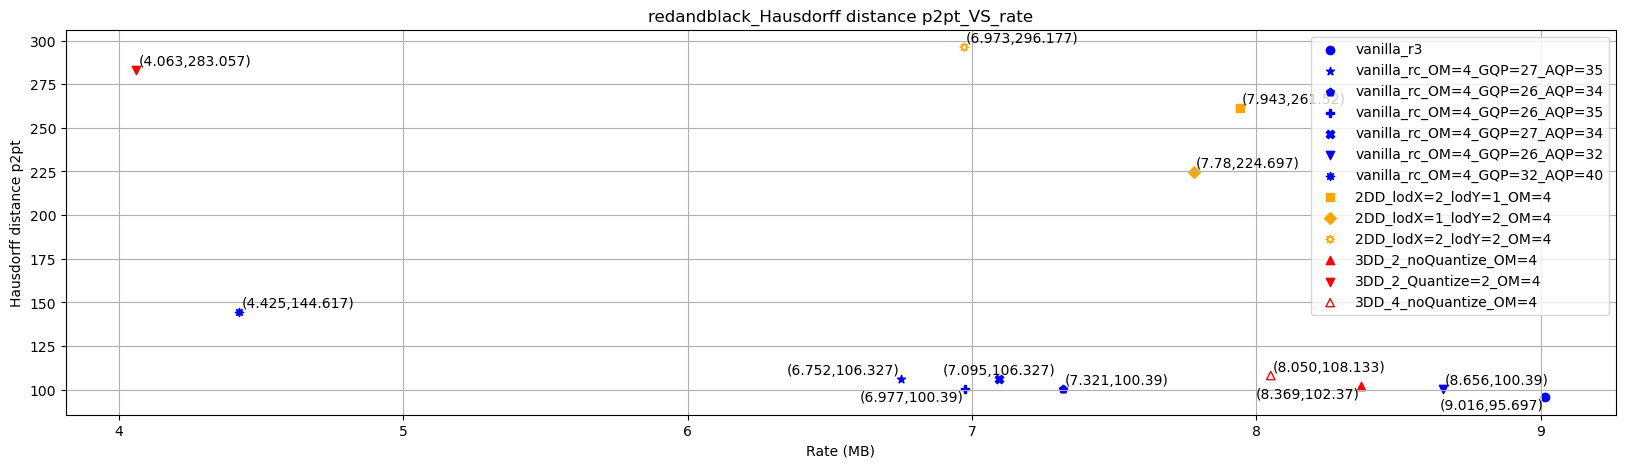 redandblack_Hausdorff distance p2pt_VS_rate
Hausdorff distance p2pt
300
275
250
225
200
175
150
125
100
(4.063,283.057)
(6.973,296.177)
(7.943,261.52)
(7.78,224.697)
(4.425,144.617)
(6.752,106.327)
(7.095,106.327)
(6.977,100.39)
(7.321,100.39)
(8.050,108.133)
(8.369,102.37)
(8.656,100.39)
(9.016,95.697)
vanilla_r3
vanilla_rc_OM=4_GQP=27_AQP=35
vanilla_rc_OM=4_GQP=26_AQP=34
vanilla_rc_OM=4_GQP=26_AQP=35
vanilla_rc_OM=4_GQP=27_AQP=34
vanilla_rc_OM=4_GQP=26_AQP=32
vanilla_rc_OM=4_GQP=32_AQP=40
2DD_lodX=2_lodY=1_OM=4
2DD_lodX=1_lodY=2_OM=4
2DD_lodX=2_lodY=2_OM=4
3DD_2_noQuantize_OM=4
3DD_2_Quantize=2_OM=4
3DD_4_noQuantize_OM=4
4
5
6
7
8
9
Rate (MB)